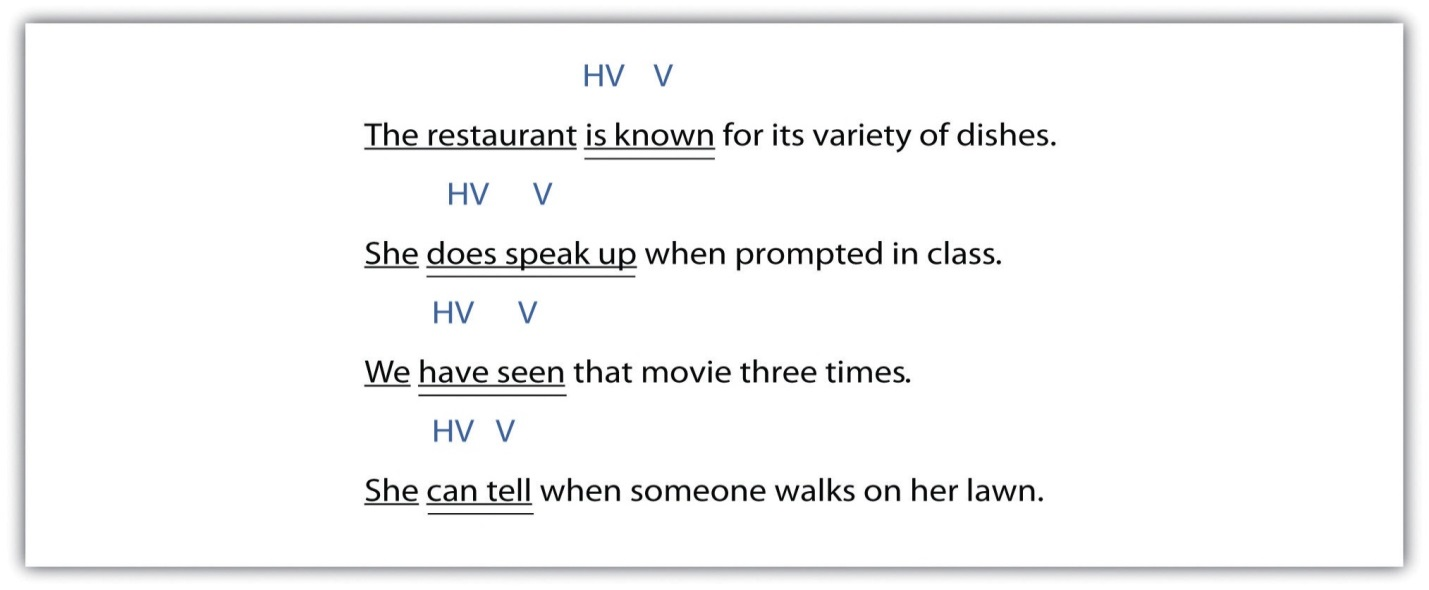 HV V
The restaurant is known for its variety of dishes.
HV V
She does speak up when prompted in class.
HV V
We have seen that movie three times.
HV V
She can tell when someone walks on her lawn.